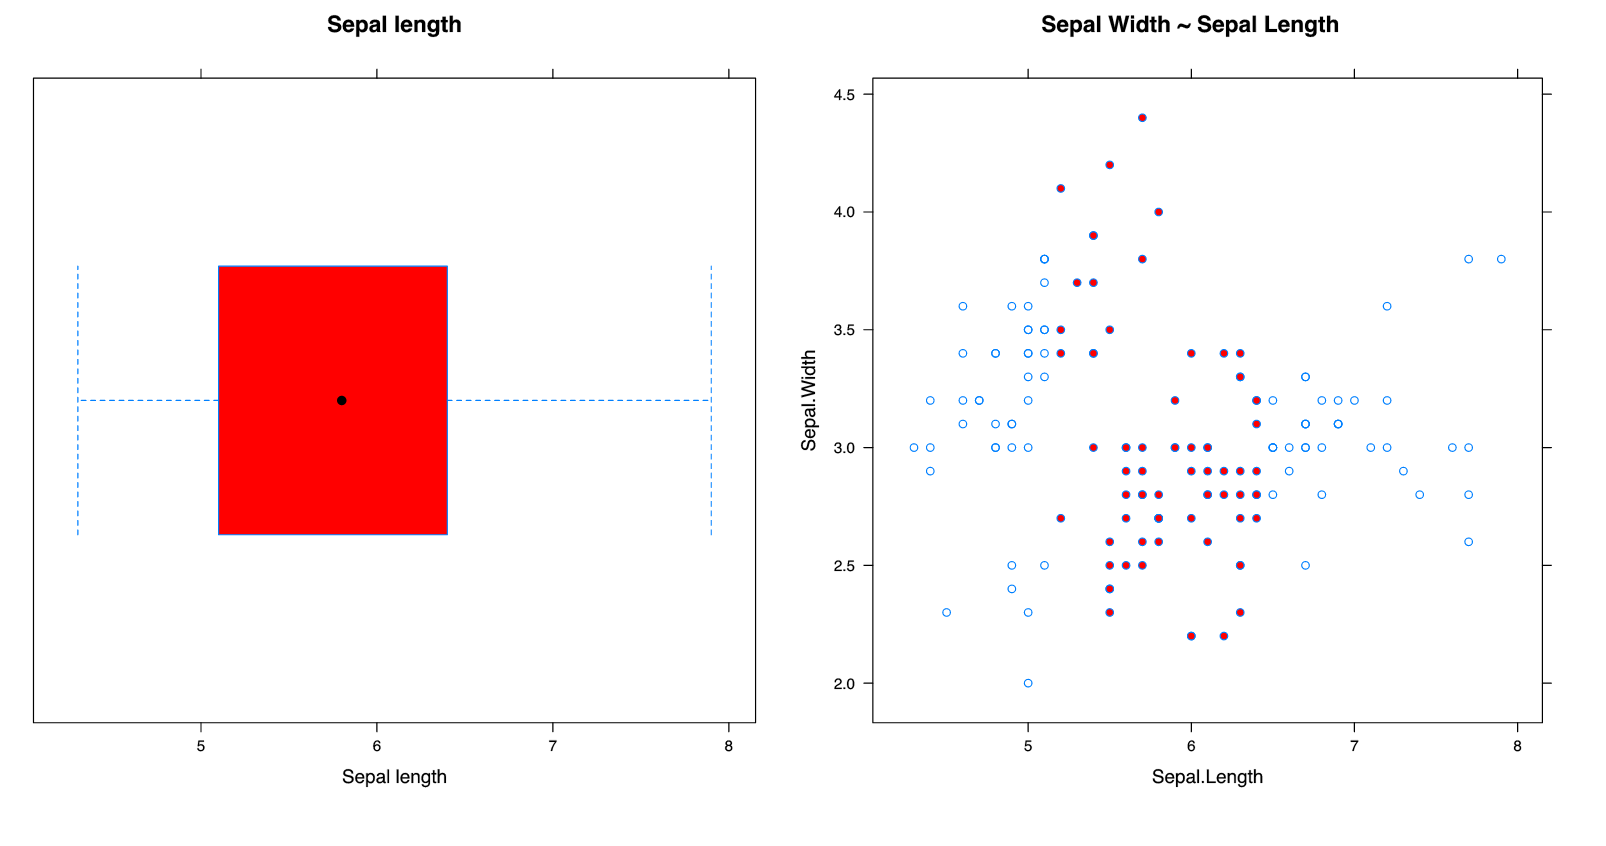 Sepal length
5 6 7 8
Sepal length
Sepal Width ~ Sepal Length
4.5
4.0
3.5
3.0
2.5
2.0
Sepal.Width
5 6 7 8
Sepal.Length